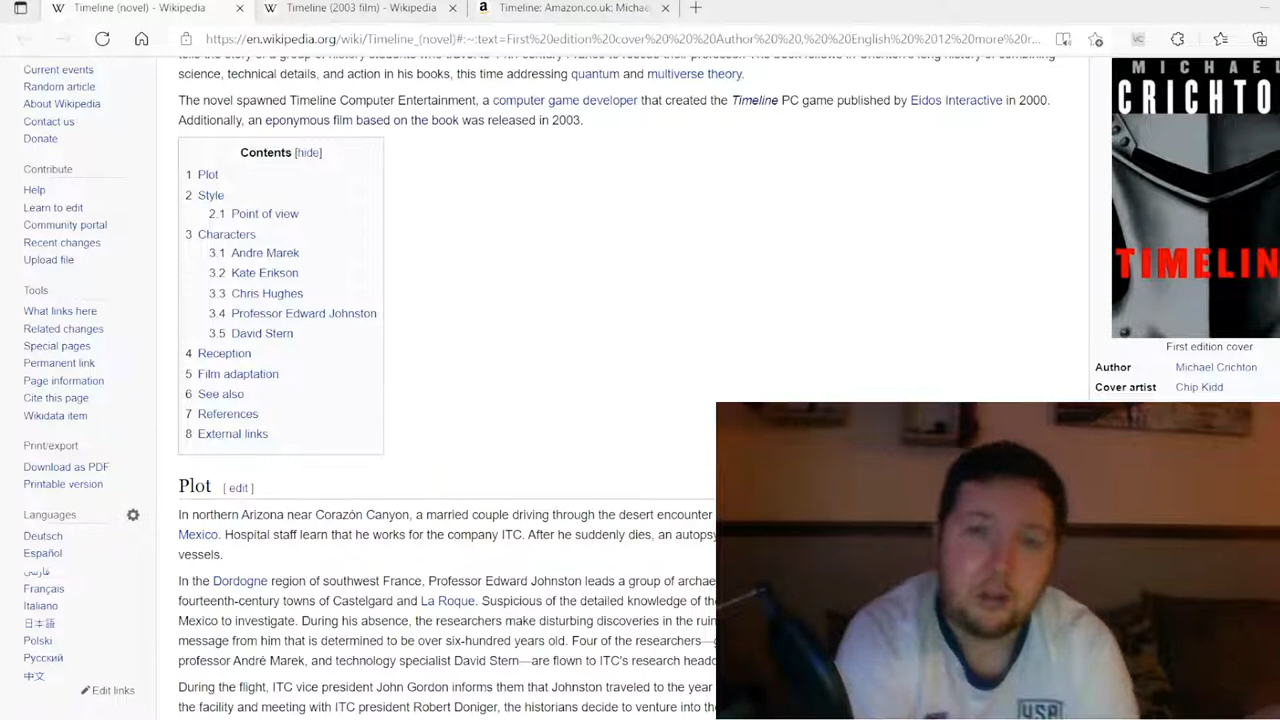 Timeline (novel) - Wikipedia
Timeline (2003 film) - Wikipedia
Timeline: Amazon.co.uk: Michae
https://en.wikipedia.org/wiki/Timeline_(novel)#:~:text=First%20edition%20cover%20%20%20Author%20%20,%20%20English%20%2012%20more%20r...
Current events
Random article
About Wikipedia
Contact us
Donate
Contribute
Help
Learn to edit
Community portal
Recent changes
Upload file
Tools
What links here
Related changes
Special pages
Permanent link
Page information
Cite this page
Wikidata item
Print/export
Download as PDF
Printable version
Languages
Deutsch
Español
فارسی
Français
Italiano
日本語
Polski
Русский
中文
Edit links
science, technical details, and action in his books, this time addressing quantum and multiverse theory.
The novel spawned Timeline Computer Entertainment, a computer game developer that created the Timeline PC game published by Eidos Interactive in 2000.
Additionally, an eponymous film based on the book was released in 2003.
Contents [hide]
1 Plot
2 Style
2.1 Point of view
3 Characters
3.1 Andre Marek
3.2 Kate Erikson
3.3 Chris Hughes
3.4 Professor Edward Johnston
3.5 David Stern
4 Reception
5 Film adaptation
6 See also
7 References
8 External links
Plot [ edit ]
In northern Arizona near Corazón Canyon, a married couple driving through the desert encounter
Mexico. Hospital staff learn that he works for the company ITC. After he suddenly dies, an autopsy
vessels.
In the Dordogne region of southwest France, Professor Edward Johnston leads a group of archae
fourteenth-century towns of Castelgard and La Roque. Suspicious of the detailed knowledge of the
Mexico to investigate. During his absence, the researchers make disturbing discoveries in the ruin
message from him that is determined to be over six-hundred years old. Four of the researchers—g
professor André Marek, and technology specialist David Stern—are flown to ITC's research headq
During the flight, ITC vice president John Gordon informs them that Johnston traveled to the year
the facility and meeting with ITC president Robert Doniger, the historians decide to venture into the
MICHAEL
CRICHTO
TIMELIN
First edition cover
Author Michael Crichton
Cover artist Chip Kidd
USA